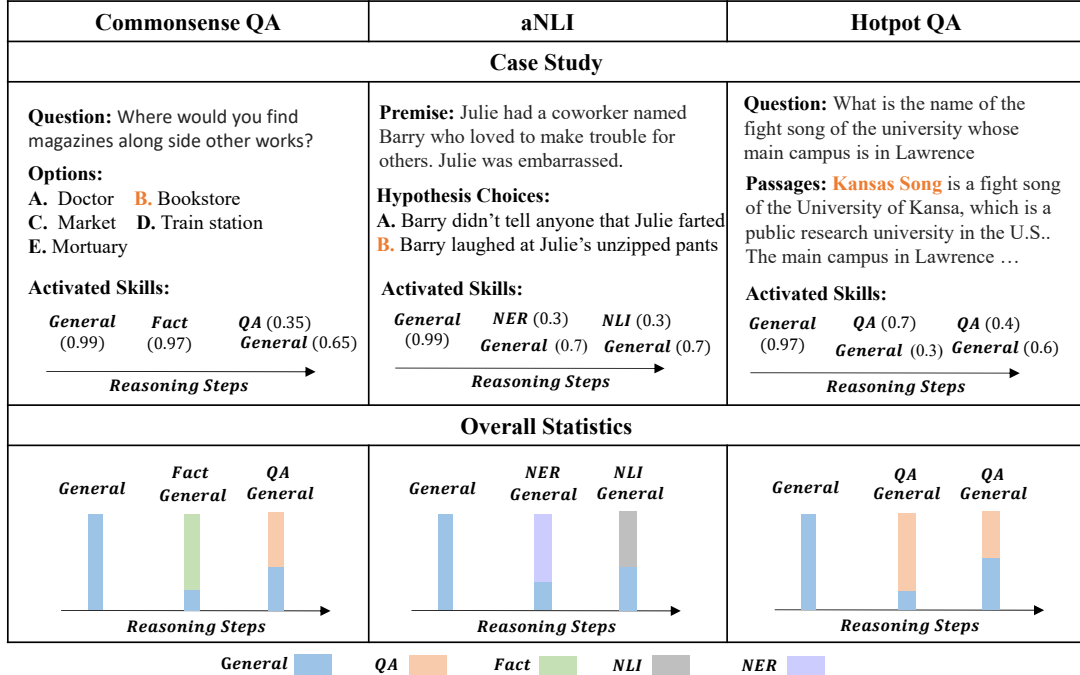 Commonsense QA
aNLI
Hotpot QA
Case Study
Question: Where would you find
magazines along side other works?
Options:
A. Doctor B. Bookstore
C. Market D. Train station
E. Mortuary
Activated Skills:
General Fact QA (0.35)
(0.99) (0.97) General (0.65)
Reasoning Steps
Premise: Julie had a coworker named
Barry who loved to make trouble for
others. Julie was embarrassed.
Hypothesis Choices:
A. Barry didn't tell anyone that Julie farted
B. Barry laughed at Julie's unzipped pants
Activated Skills:
General NER (0.3) NLI (0.3)
(0.99) General (0.7) General (0.7)
Reasoning Steps
Question: What is the name of the
fight song of the university whose
main campus is in Lawrence
Passages: Kansas Song is a fight song
of the University of Kansa, which is a
public research university in the U.S..
The main campus in Lawrence …
Activated Skills:
General QA (0.7) QA (0.4)
(0.97) General (0.3) General (0.6)
Reasoning Steps
Overall Statistics
General
Fact
General
QA
General
Reasoning Steps
General
NER
General
NLI
General
Reasoning Steps
General
QA
General
QA
General
Reasoning Steps
General QA Fact NLI NER